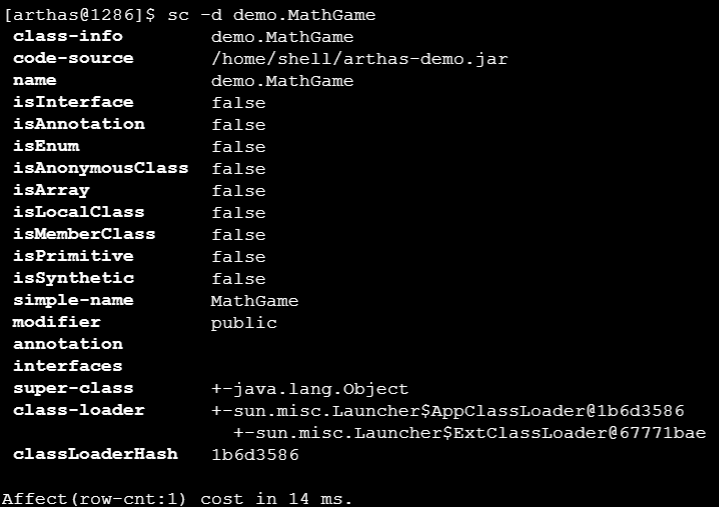 [arthas@1286]$ sc -d demo.MathGame
class-info demo.MathGame
code-source /home/shell/arthas-demo.jar
name demo.MathGame
isInterface false
isAnnotation false
isEnum false
isAnonymousClass false
isArray false
isLocalClass false
isMemberClass false
isPrimitive false
isSynthetic false
simple-name MathGame
modifier public
annotation
interfaces
super-class +-java.lang.Object
class-loader +-sun.misc.Launcher$AppClassLoader@1b6d3586
+-sun.misc.Launcher$ExtClassLoader@67771bae
classLoaderHash 1b6d3586
Affect(row-cnt:1) cost in 14 ms.